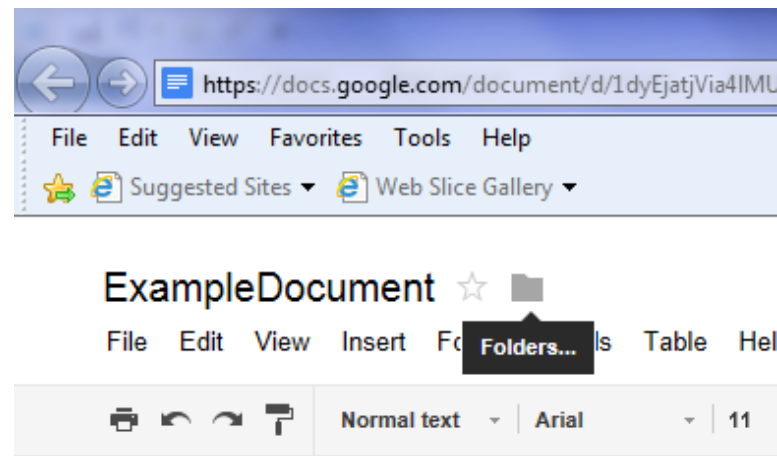 https://docs.google.com/document/d/1dyEjatjVia4IMU
File Edit View Favorites Tools Help
Suggested Sites Web Slice Gallery
ExampleDocument
File Edit View Insert Fo ls Table Hel
Folders...
Normal text Arial 11